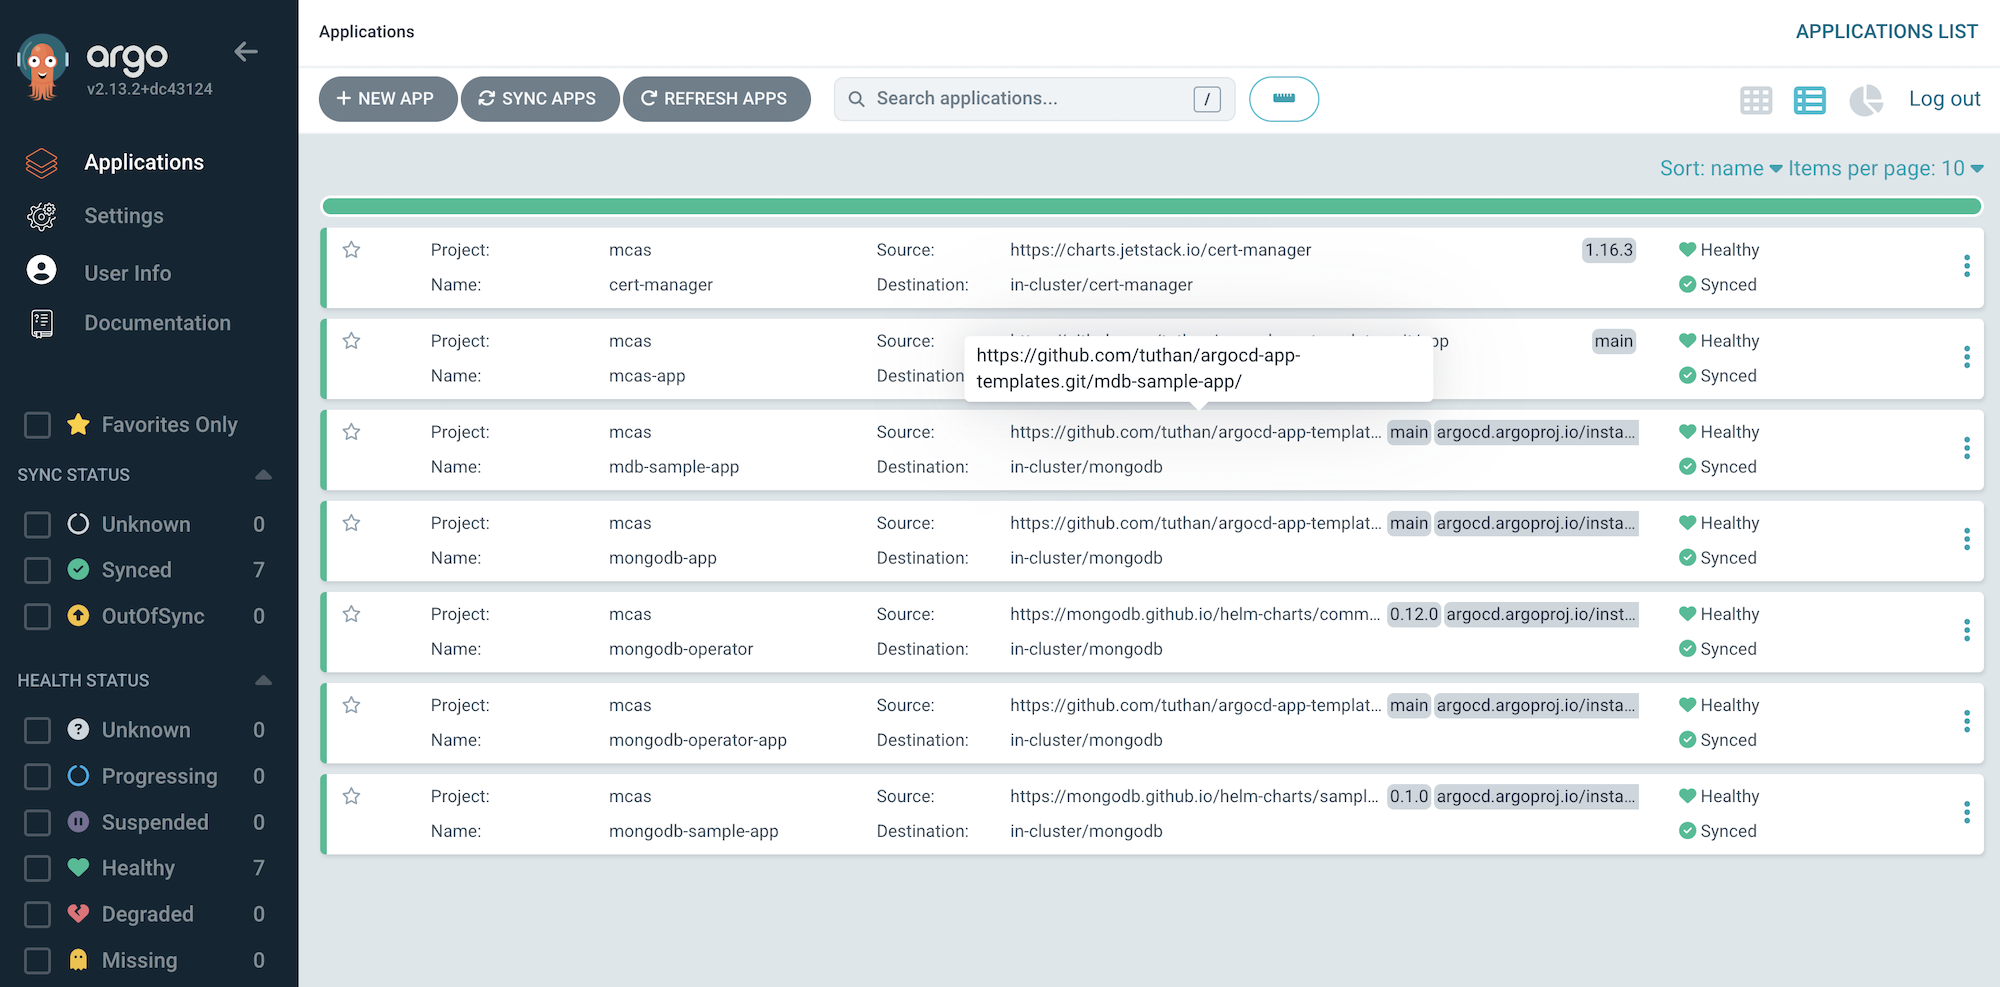 argo
v2.13.2+dc43124
Applications
Settings
User Info
Documentation
Favorites Only
SYNC STATUS
Unknown 0
Synced 7
OutOfSync 0
HEALTH STATUS
Unknown 0
Progressing 0
Suspended 0
Healthy 7
Degraded 0
Missing 0
Applications APPLICATIONS LIST
+ NEW APP SYNC APPS REFRESH APPS Search applications... / Log out
Sort: name Items per page: 10
Project: mcas Source: https://charts.jetstack.io/cert-manager 1.16.3 Healthy
Name: cert-manager Destination: in-cluster/cert-manager Synced
Project: mcas Source: main Healthy
Name: mcas-app Destination Synced
https://github.com/tuthan/argocd-app-
templates.git/mdb-sample-app/
Project: mcas Source: https://github.com/tuthan/argocd-app-templat... main argocd.argoproj.io/insta... Healthy
Name: mdb-sample-app Destination: in-cluster/mongodb Synced
Project: mcas Source: https://github.com/tuthan/argocd-app-templat... main argocd.argoproj.io/insta... Healthy
Name: mongodb-app Destination: in-cluster/mongodb Synced
Project: mcas Source: https://mongodb.github.io/helm-charts/comm... 0.12.0 argocd.argoproj.io/inst... Healthy
Name: mongodb-operator Destination: in-cluster/mongodb Synced
Project: mcas Source: https://github.com/tuthan/argocd-app-templat... main argocd.argoproj.io/insta... Healthy
Name: mongodb-operator-app Destination: in-cluster/mongodb Synced
Project: mcas Source: https://mongodb.github.io/helm-charts/sampl... 0.1.0 argocd.argoproj.io/insta... Healthy
Name: mongodb-sample-app Destination: in-cluster/mongodb Synced